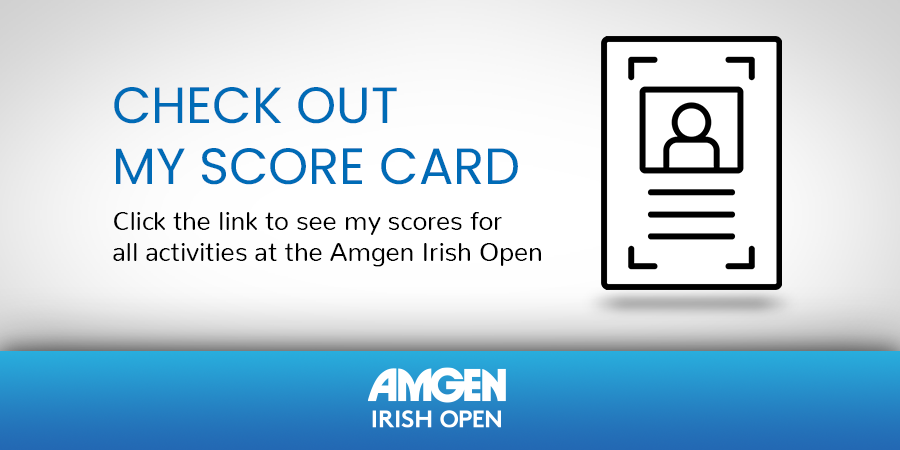 CHECK OUT
MY SCORE CARD
Click the link to see my scores for
all activities at the Amgen Irish Open
AMGEN
IRISH OPEN